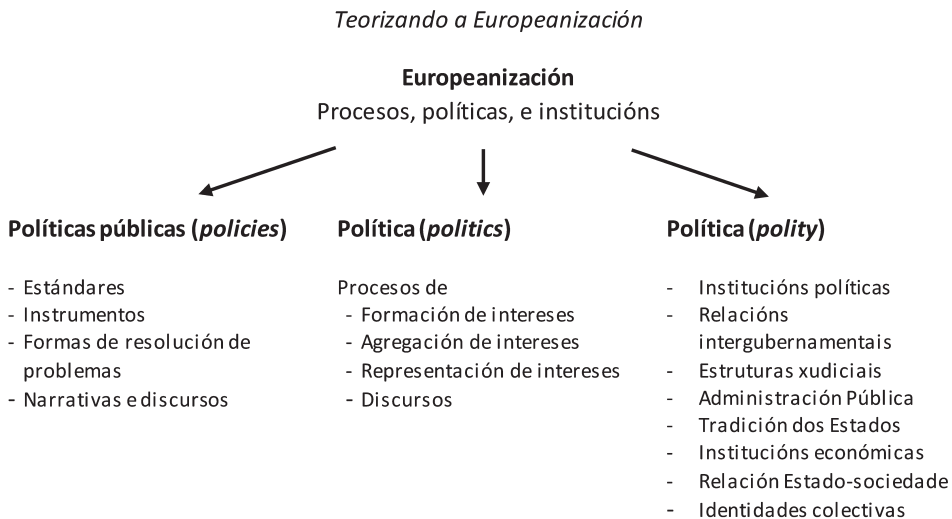 Teorizando a Europeanización
Europeanización
Procesos, políticas, e institucións
Políticas públicas (policies)
- Estándares
- Instrumentos
- Formas de resolución de
problemas
- Narrativas e discursos
Política (politics)
Procesos de
- Formación de intereses
- Agregación de intereses
- Representación de intereses
- Discursos
Política (polity)
- Institucións políticas
- Relacións
intergubernamentais
- Estruturas xudiciais
- Administración Pública
- Tradición dos Estados
- Institucións económicas
- Relación Estado-sociedade
- Identidades colectivas